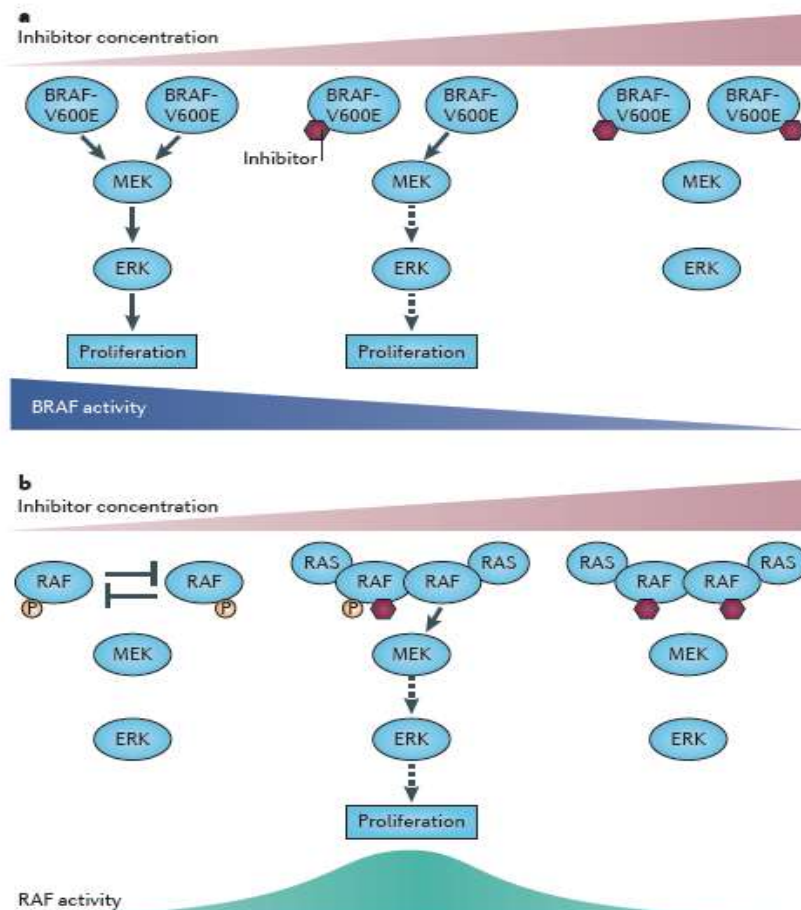 a
Inhibitor concentration
BRAF-
V600E
BRAF-
V600E
BRAF-
V600E
BRAF-
V600E
BRAF-
V600E
BRAF-
V600E
Inhibitor
MEK
MEK
MEK
ERK
ERK
ERK
Proliferation
Proliferation
BRAF activity
b
Inhibitor concentration
RAF
RAF
P
P
RAS
RAF
RAF
RAS
P
RAS
RAF
RAF
RAS
MEK
MEK
MEK
ERK
ERK
ERK
Proliferation
RAF activity